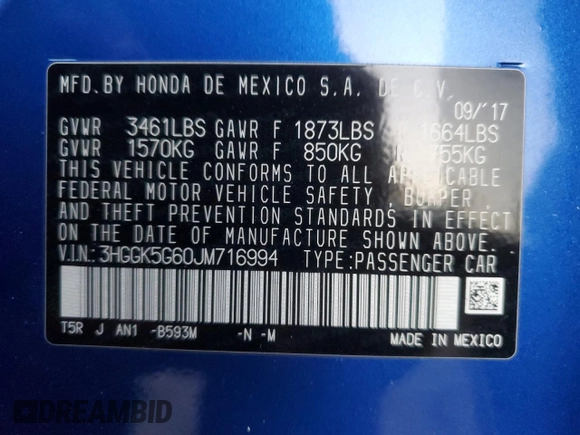 MFD. BY HONDA DE MEXICO S.A. DE C.V.
09/'17
GVWR 3461LBS GAWR F 1873LBS R 1664LBS
GVWR 1570KG GAWR F 850KG R 755KG
THIS VEHICLE CONFORMS TO ALL APPLICABLE
FEDERAL MOTOR VEHICLE SAFETY, BUMPER,
AND THEFT PREVENTION STANDARDS IN EFFECT
ON THE DATE OF MANUFACTURE SHOWN ABOVE.
V.I.N.: 3HGGK5G60JM716994 TYPE: PASSENGER CAR
T5R J AN1 -B593M -N -M
MADE IN MEXICO
DREAMBID